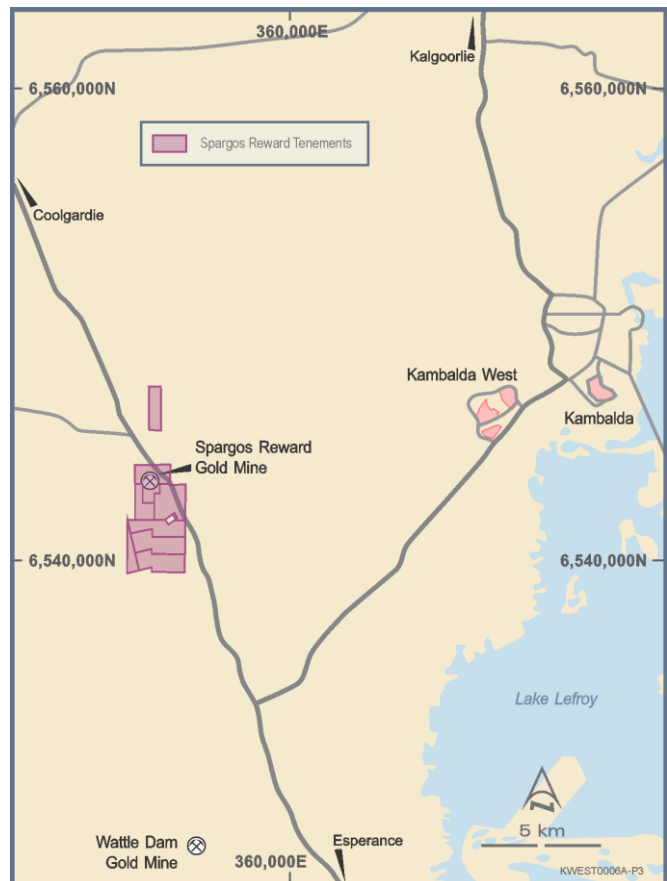 360,000E
Kalgoorlie
6,560,000N
6,560,000N
Spargos Reward Tenements
Coolgardie
Kambalda West
Kambalda
Spargos Reward
Gold Mine
6,540,000N
6,540,000N
Lake Lefroy
N
5 km
Wattle Dam
Gold Mine
Esperance
360,000E
KWEST0006A-P3